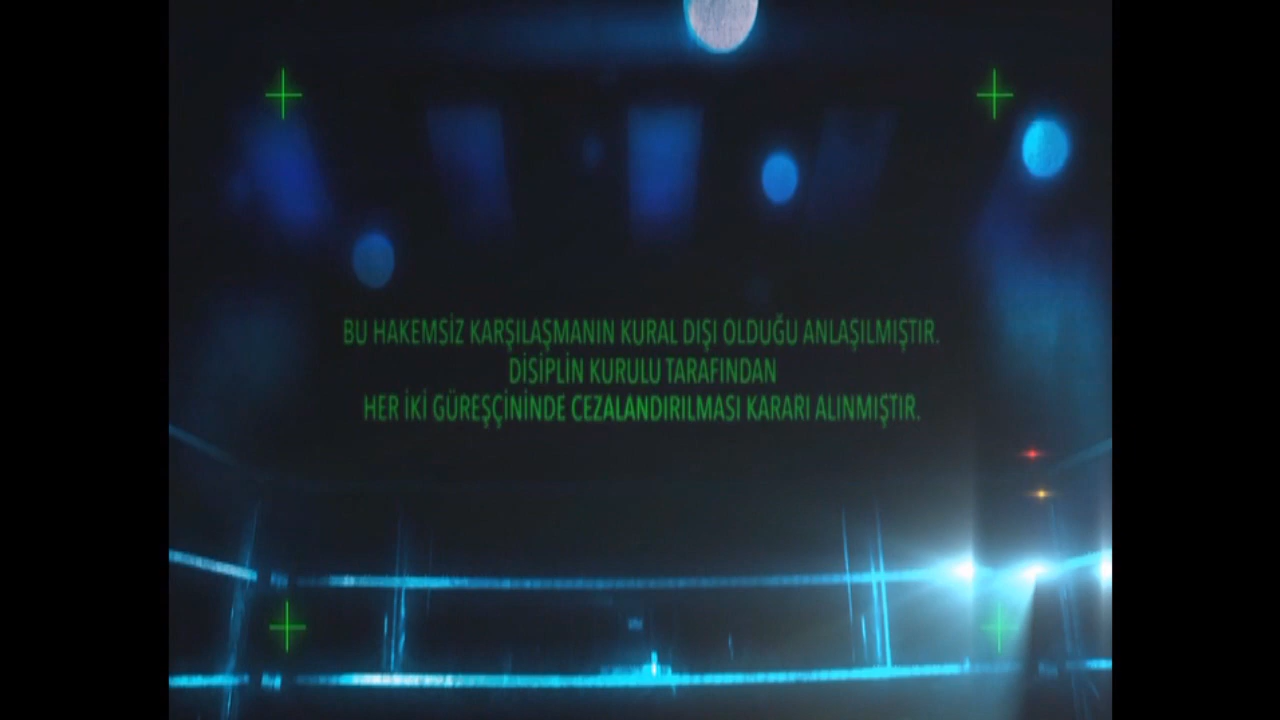 BU HAKEMSİZ KARŞILAŞMANIN KURAL DIŞI OLDUĞU ANLAŞILMIŞTIR.
DİSİPLİN KURULU TARAFINDAN
HER İKİ GÜREŞÇİNİNDE CEZALANDIRILMASI KARARI ALINMIŞTIR.